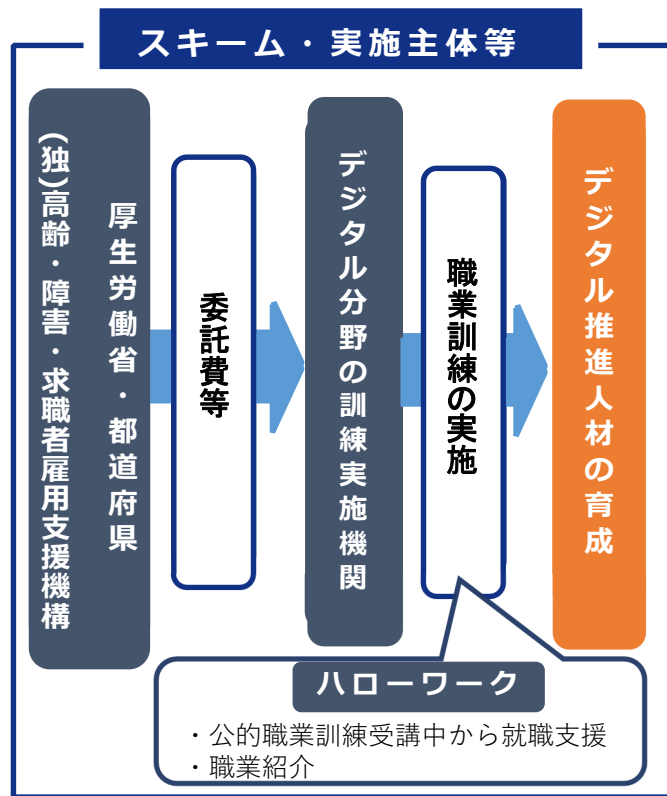 スキーム・実施主体等
厚生労働省・都道府県
(独)高齢・障害・求職者雇用支援機構
委託費等
デジタル分野の訓練実施機関
職業訓練の実施
デジタル推進人材の育成
ハローワーク
・公的職業訓練受講中から就職支援
・職業紹介